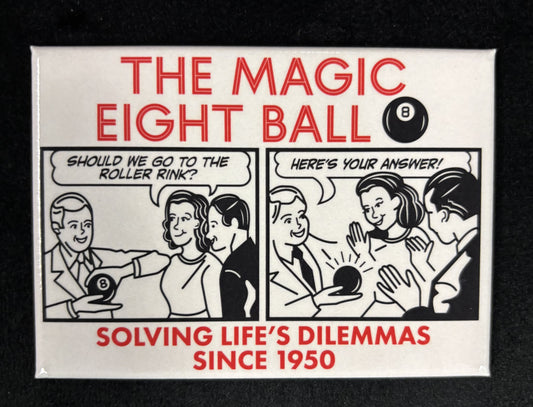 THE MAGIC
EIGHT BALL
8
SHOULD WE GO TO THE
ROLLER RINK?
8
HERE'S YOUR ANSWER!
SOLVING LIFE'S DILEMMAS
SINCE 1950